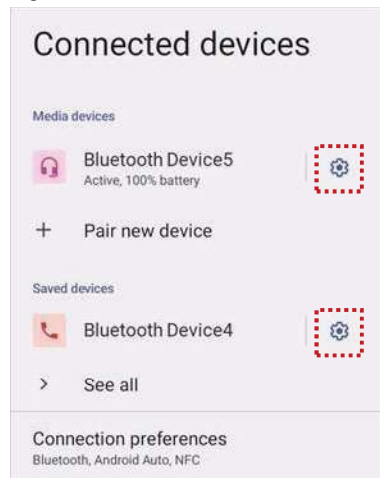 Connected devices
Media devices
Bluetooth Device5
Active, 100% battery
Pair new device
Saved devices
Bluetooth Device4
See all
Connection preferences
Bluetooth, Android Auto, NFC